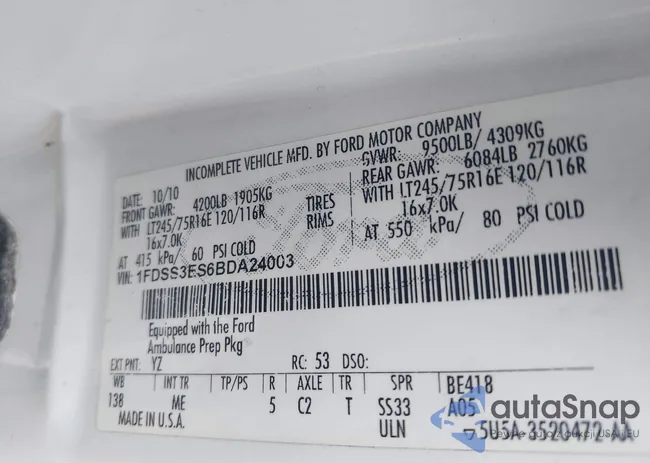 INCOMPLETE VEHICLE MFD. BY FORD MOTOR COMPANY
DATE: 10/10 GVWR: 9500LB/ 4309KG
FRONT GAWR: 4200LB 1905KG REAR GAWR: 6084LB 2760KG
WITH LT245/75R16E 120/116R TIRES WITH LT245/75R16E 120/116R
16x7.0K RIMS 16x7.0K
AT 415 kPa/ 60 PSI COLD AT 550 kPa/ 80 PSI COLD
VIN: 1FDSS3ES6BDA24003
Ford
Equipped with the Ford
Ambulance Prep Pkg
EXT PNT: YZ RC: 53 DSO:
WB INT TR TP/PS R AXLE TR SPR BE418
138 ME 5 C2 T SS33 A05
MADE IN U.S.A. ULN 5U5A 3520472 AA
autoSnap